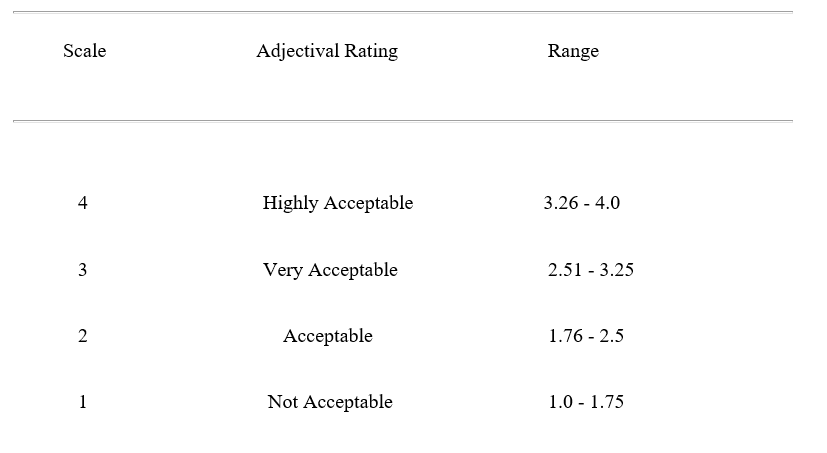 Scale Adjectival Rating Range
4 Highly Acceptable 3.26 - 4.0
3 Very Acceptable 2.51 - 3.25
2 Acceptable 1.76 - 2.5
1 Not Acceptable 1.0 - 1.75